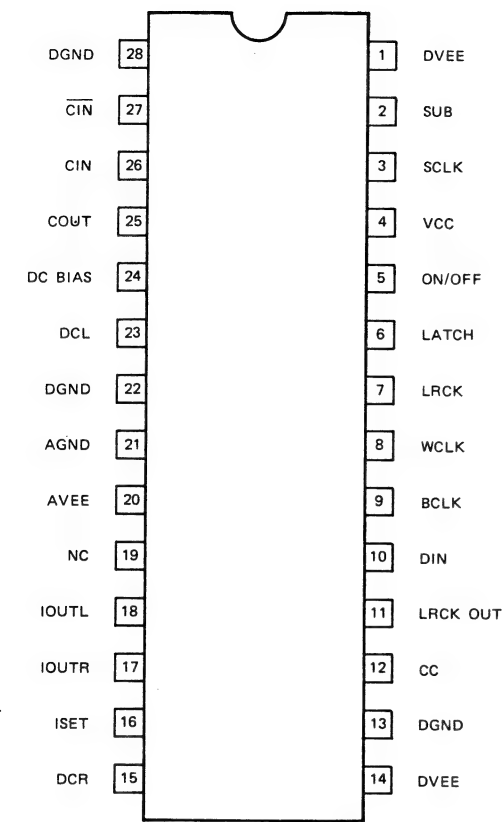 DGND 28 1 DVEE
CIN 27 2 SUB
CIN 26 3 SCLK
COUT 25 4 VCC
DC BIAS 24 5 ON/OFF
DCL 23 6 LATCH
DGND 22 7 LRCK
AGND 21 8 WCLK
AVEE 20 9 BCLK
NC 19 10 DIN
IOUTL 18 11 LRCK OUT
IOUTR 17 12 CC
ISET 16 13 DGND
DCR 15 14 DVEE